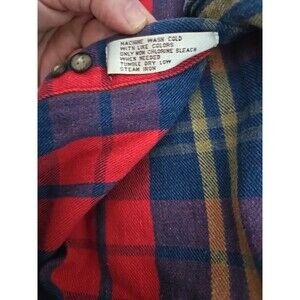 MACHINE WASH COLD
WITH LIKE COLORS
ONLY NON CHLORINE BLEACH
WHEN NEEDED
TUMBLE DRY LOW
STEAM IRON